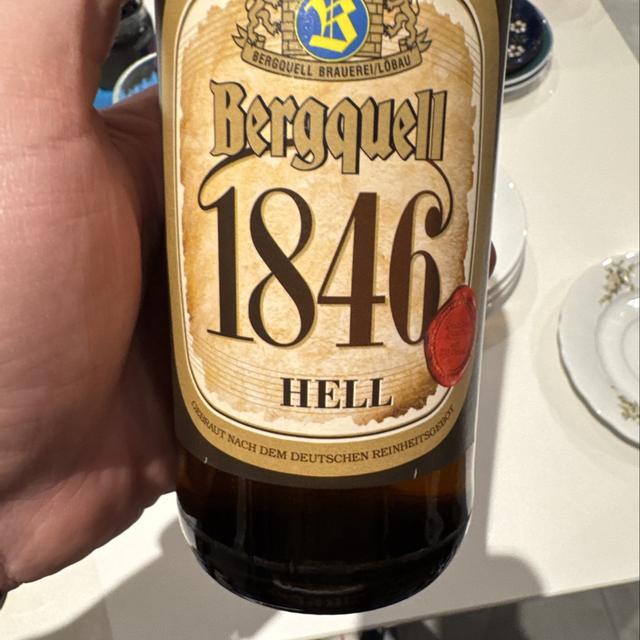 B
BERGQUELL BRAUEREI/LÖBAU
Bergquell
1846
HELL
GEBRAUT NACH DEM DEUTSCHEN REINHEITSGEBOT